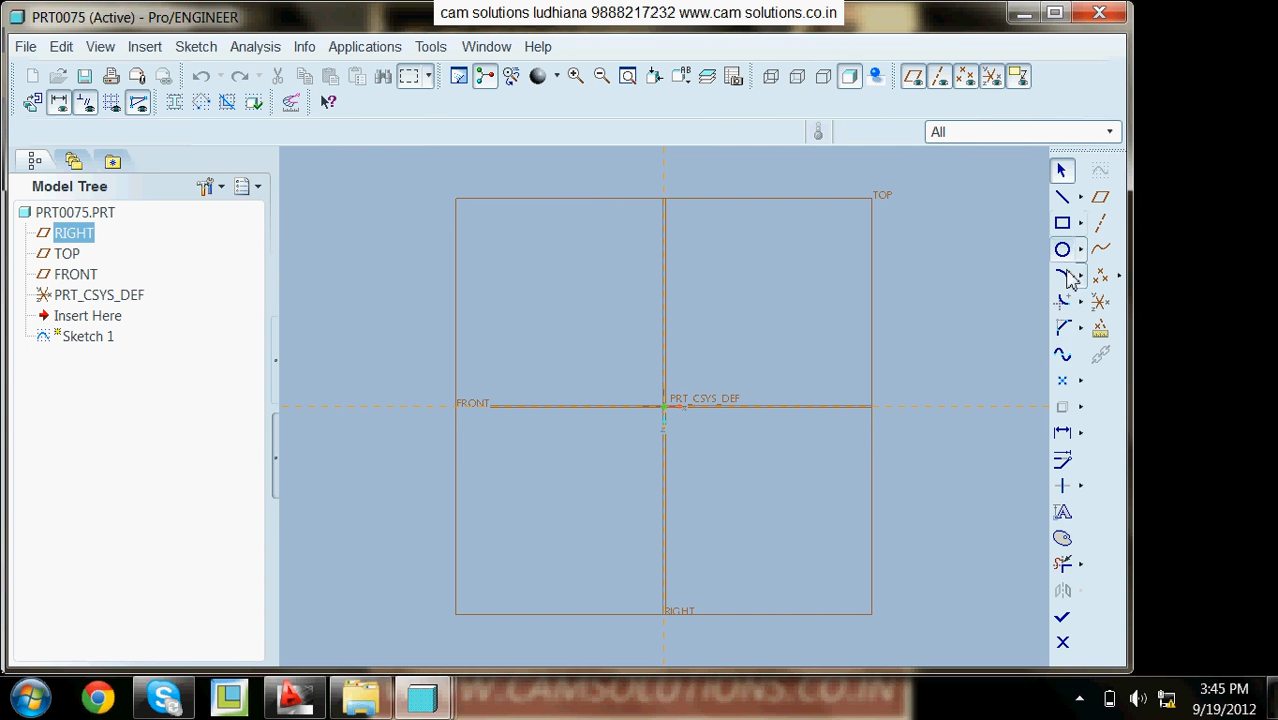 PRT0075 (Active) - Pro/ENGINEER
cam solutions ludhiana 9888217232 www.cam solutions.co.in
File Edit View Insert Sketch Analysis Info Applications Tools Window Help
All
Model Tree
PRT0075.PRT
RIGHT
TOP
FRONT
PRT_CSYS_DEF
Insert Here
Sketch 1
TOP
FRONT
PRT_CSYS_DEF
RIGHT
3:45 PM
9/19/2012